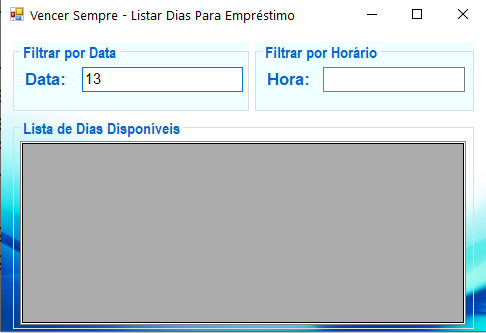 Vencer Sempre - Listar Dias Para Empréstimo
Filtrar por Data
Filtrar por Horário
Data: 13
Hora:
Lista de Dias Disponíveis